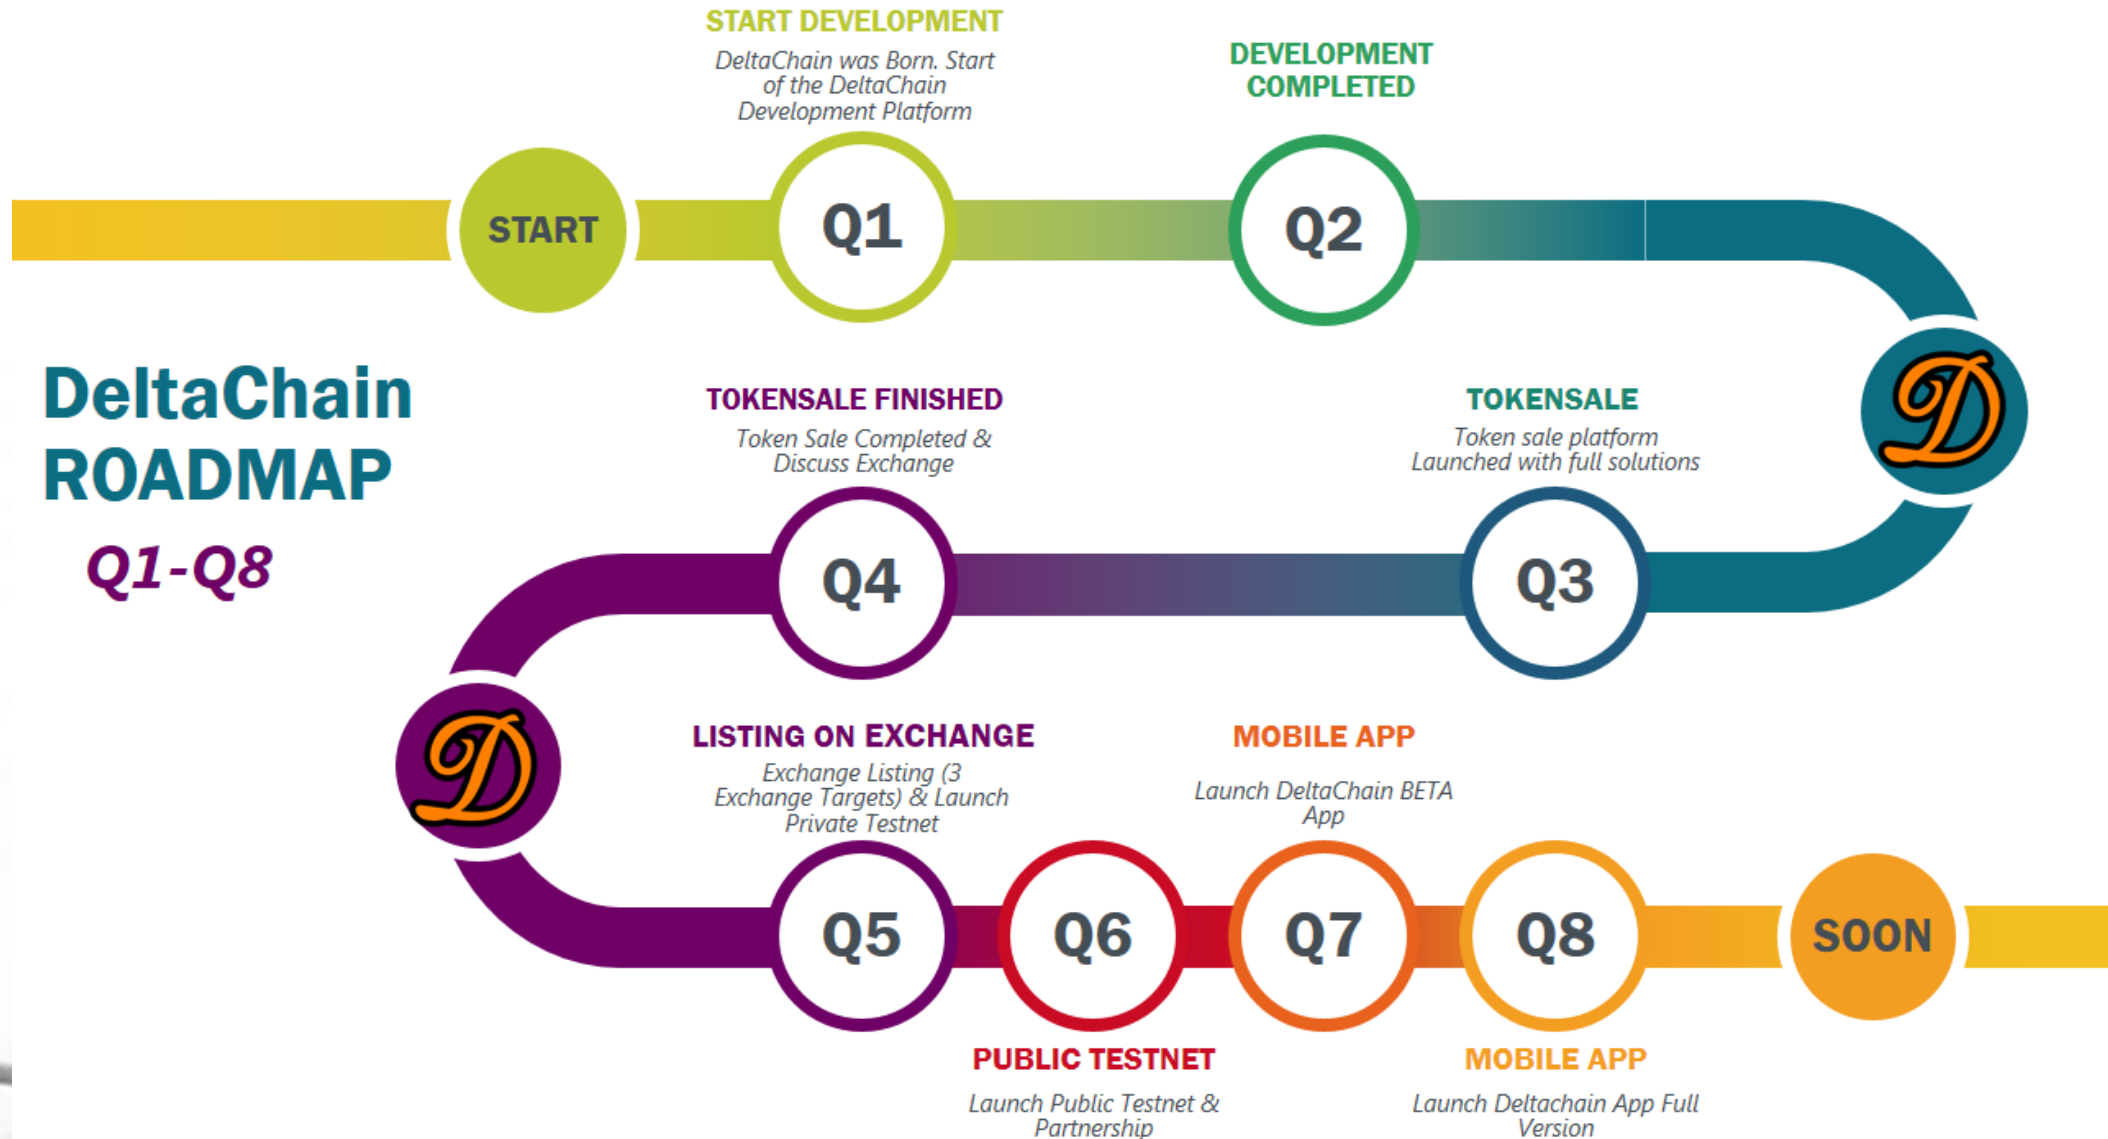 START DEVELOPMENT
DeltaChain was Born. Start
of the DeltaChain
Development Platform
DEVELOPMENT
COMPLETED
START
Q1
Q2
DeltaChain
ROADMAP
Q1-Q8
TOKENSALE
Token sale platform
Launched with full solutions
TOKENSALE FINISHED
Token Sale Completed &
Discuss Exchange
D
Q3
Q4
D
LISTING ON EXCHANGE
Exchange Listing (3
Exchange Targets) & Launch
Private Testnet
MOBILE APP
Launch DeltaChain BETA
App
Q5
Q6
Q7
Q8
SOON
PUBLIC TESTNET
Launch Public Testnet &
Partnership
MOBILE APP
Launch Deltachain App Full
Version